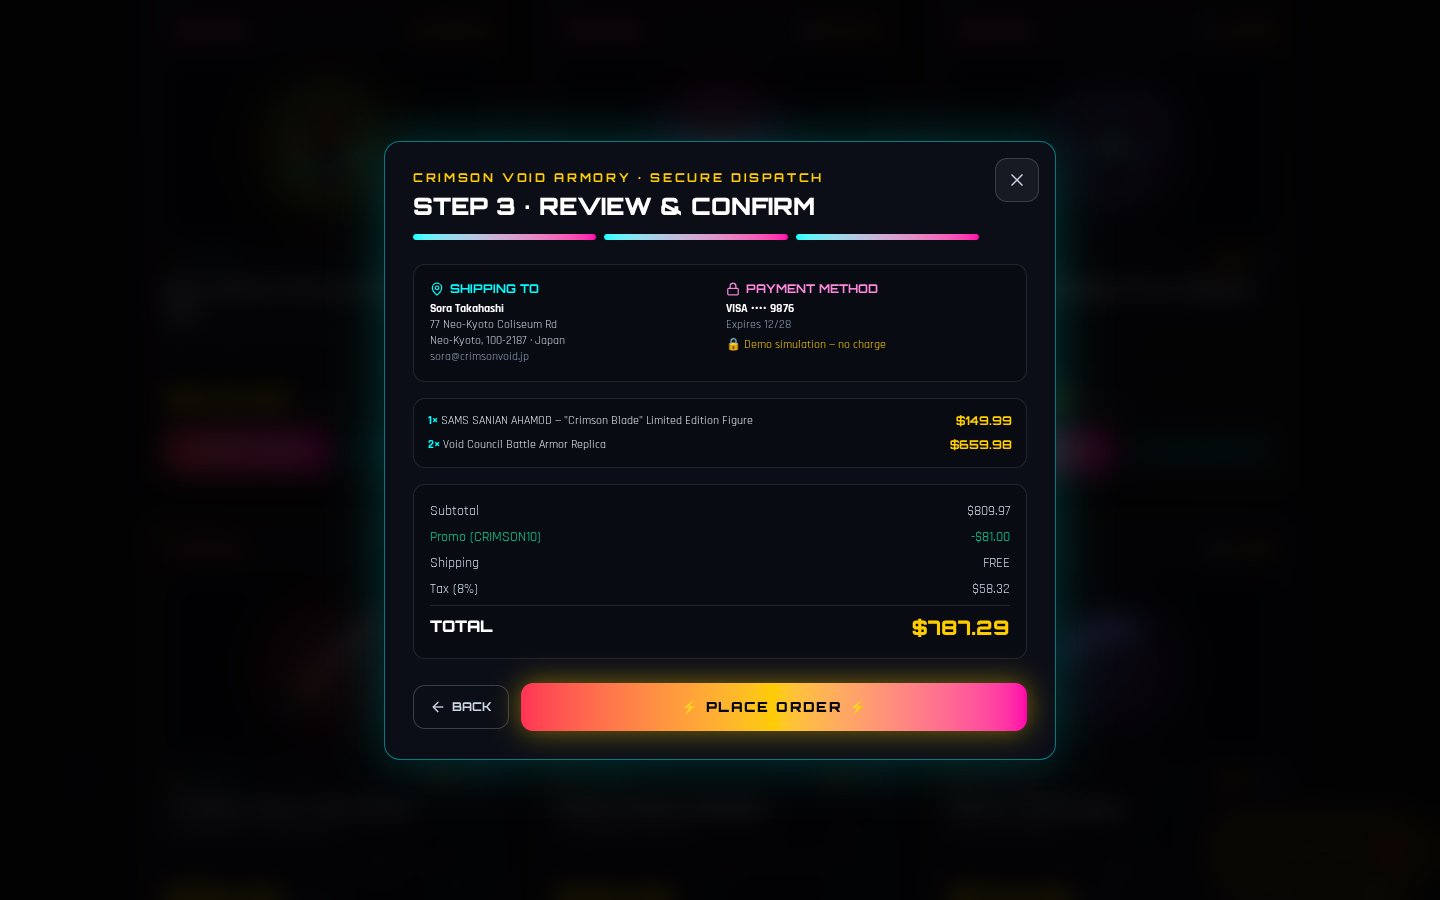 CRIMSON VOID ARMORY · SECURE DISPATCH
STEP 3 · REVIEW & CONFIRM
SHIPPING TO
Sora Takahashi
77 Neo-Kyoto Coliseum Rd
Neo-Kyoto, 100-2187 · Japan
sora@crimsonvoid.jp
PAYMENT METHOD
VISA •••• 9876
Expires 12/28
🔒 Demo simulation — no charge
1× SAMS SANIAN AHAMOD — "Crimson Blade" Limited Edition Figure $149.99
2× Void Council Battle Armor Replica $659.98
Subtotal $809.97
Promo (CRIMSON10) -$81.00
Shipping FREE
Tax (8%) $58.32
TOTAL $787.29
← BACK
⚡ PLACE ORDER ⚡